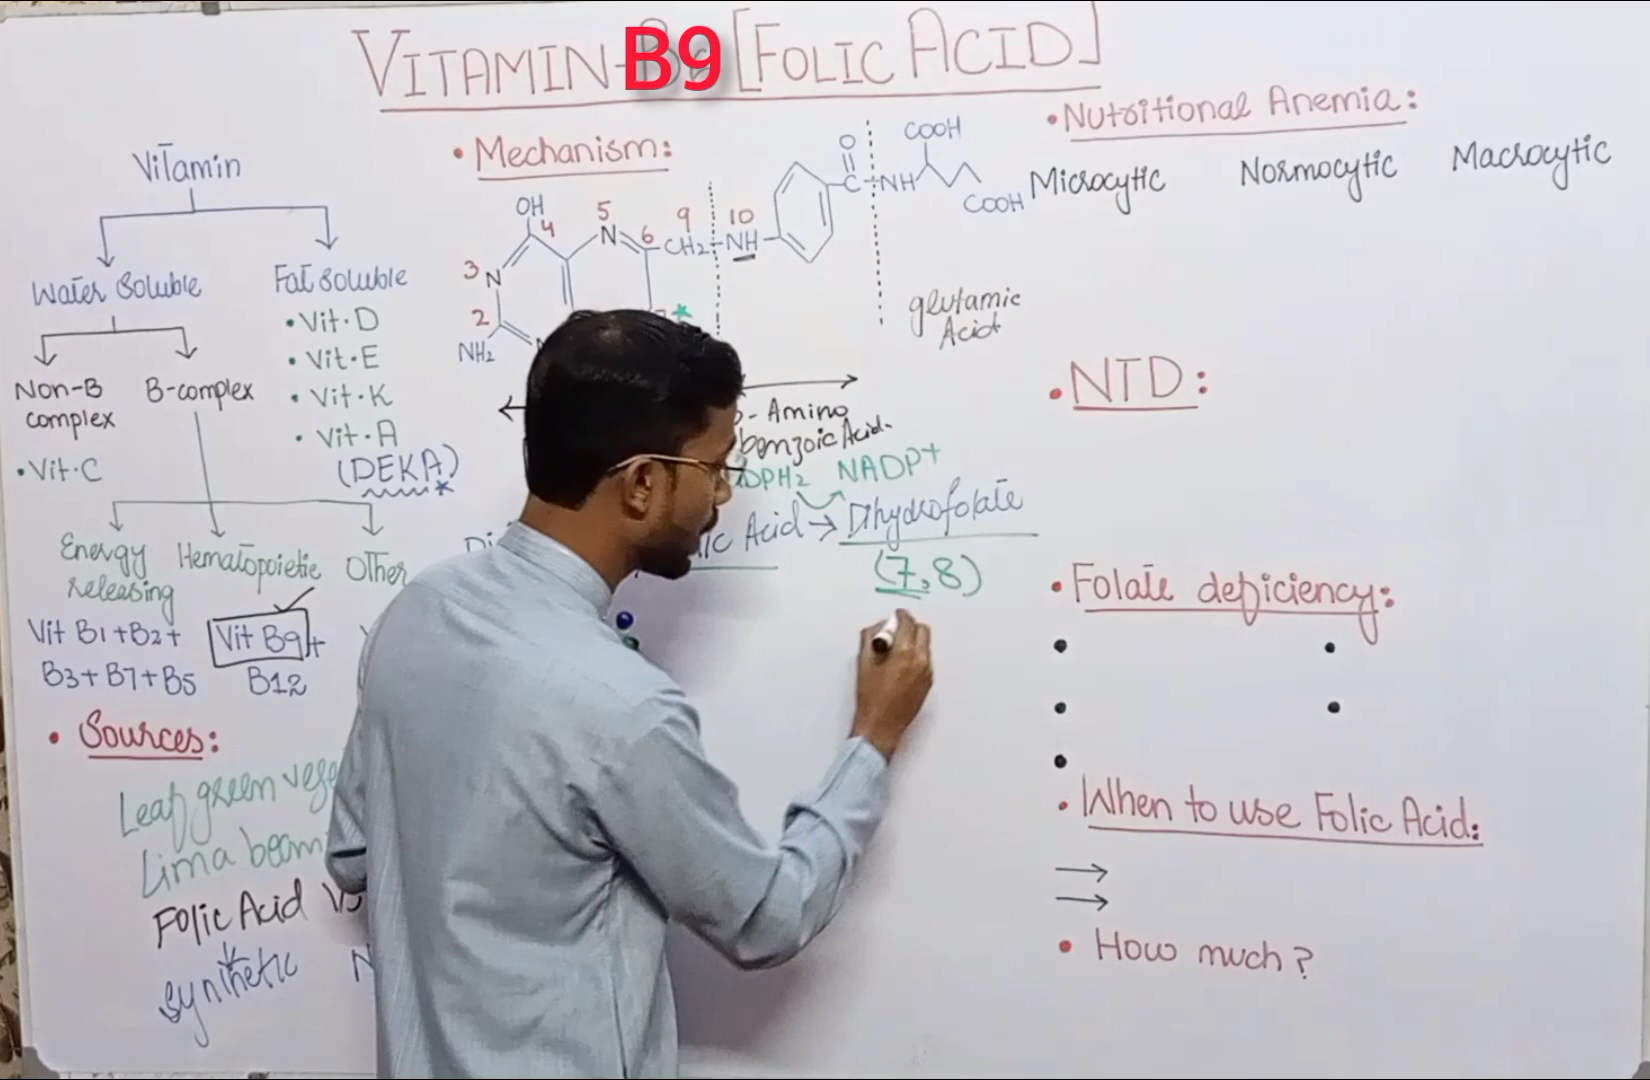 VITAMIN-B9 [FOLIC ACID]
Vitamin
Water Soluble
Fat Soluble
Non-B
complex
B-complex
• Vit.C
• Vit.D
• Vit.E
• Vit.K
• Vit.A
(DEKA)
Energy
releasing
Hematopoietic
Other
Vit B1+B2+
B3+B7+B5
Vit B9+
B12
• Sources:
Leaf green
Lima
Folic Acid
synthetic
• Mechanism:
OH
4
5
N
6
9
CH2
10
NH
O
C
NH
COOH
COOH
3
N
2
NH2
glutamic
Acid
Amino
benzoic Acid.
NADP+
Acid → Dihydrofolate
(7,8)
• Nutritional Anemia:
Microcytic
Normocytic
Macrocytic
• NTD:
• Folate deficiency:
• When to use Folic Acid:
• How much?